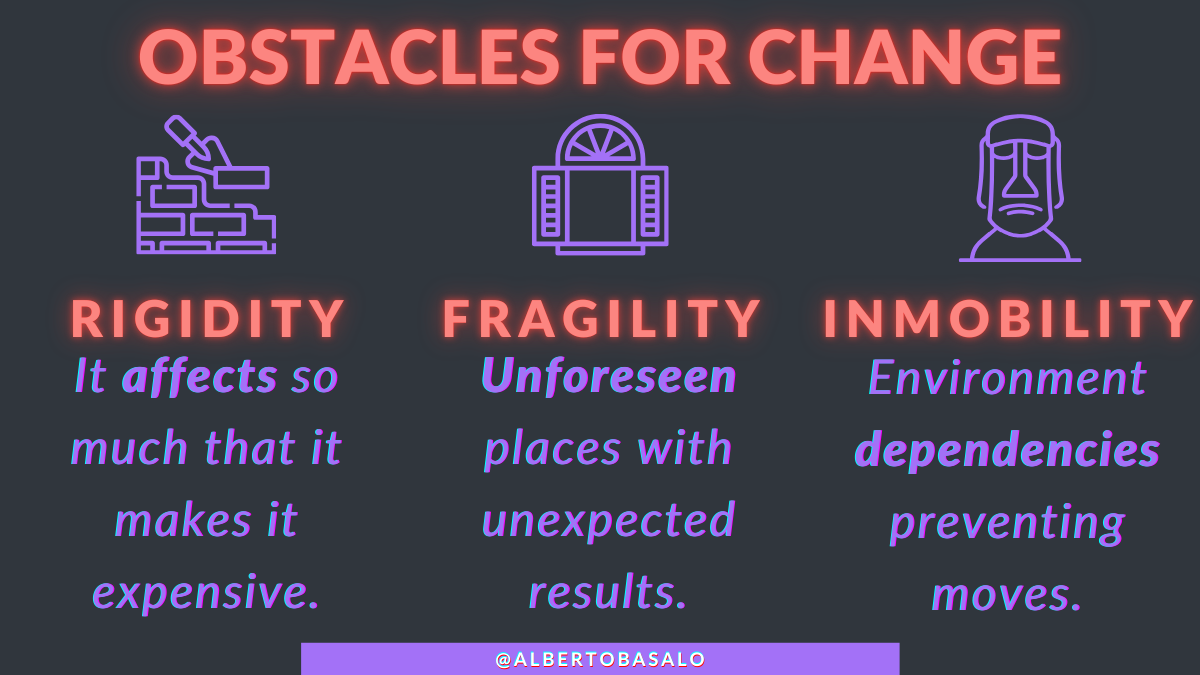 OBSTACLES FOR CHANGE
RIGIDITY
It affects so
much that it
makes it
expensive.
FRAGILITY
Unforeseen
places with
unexpected
results.
INMOBILITY
Environment
dependencies
preventing
moves.
@ALBERTOBASALO